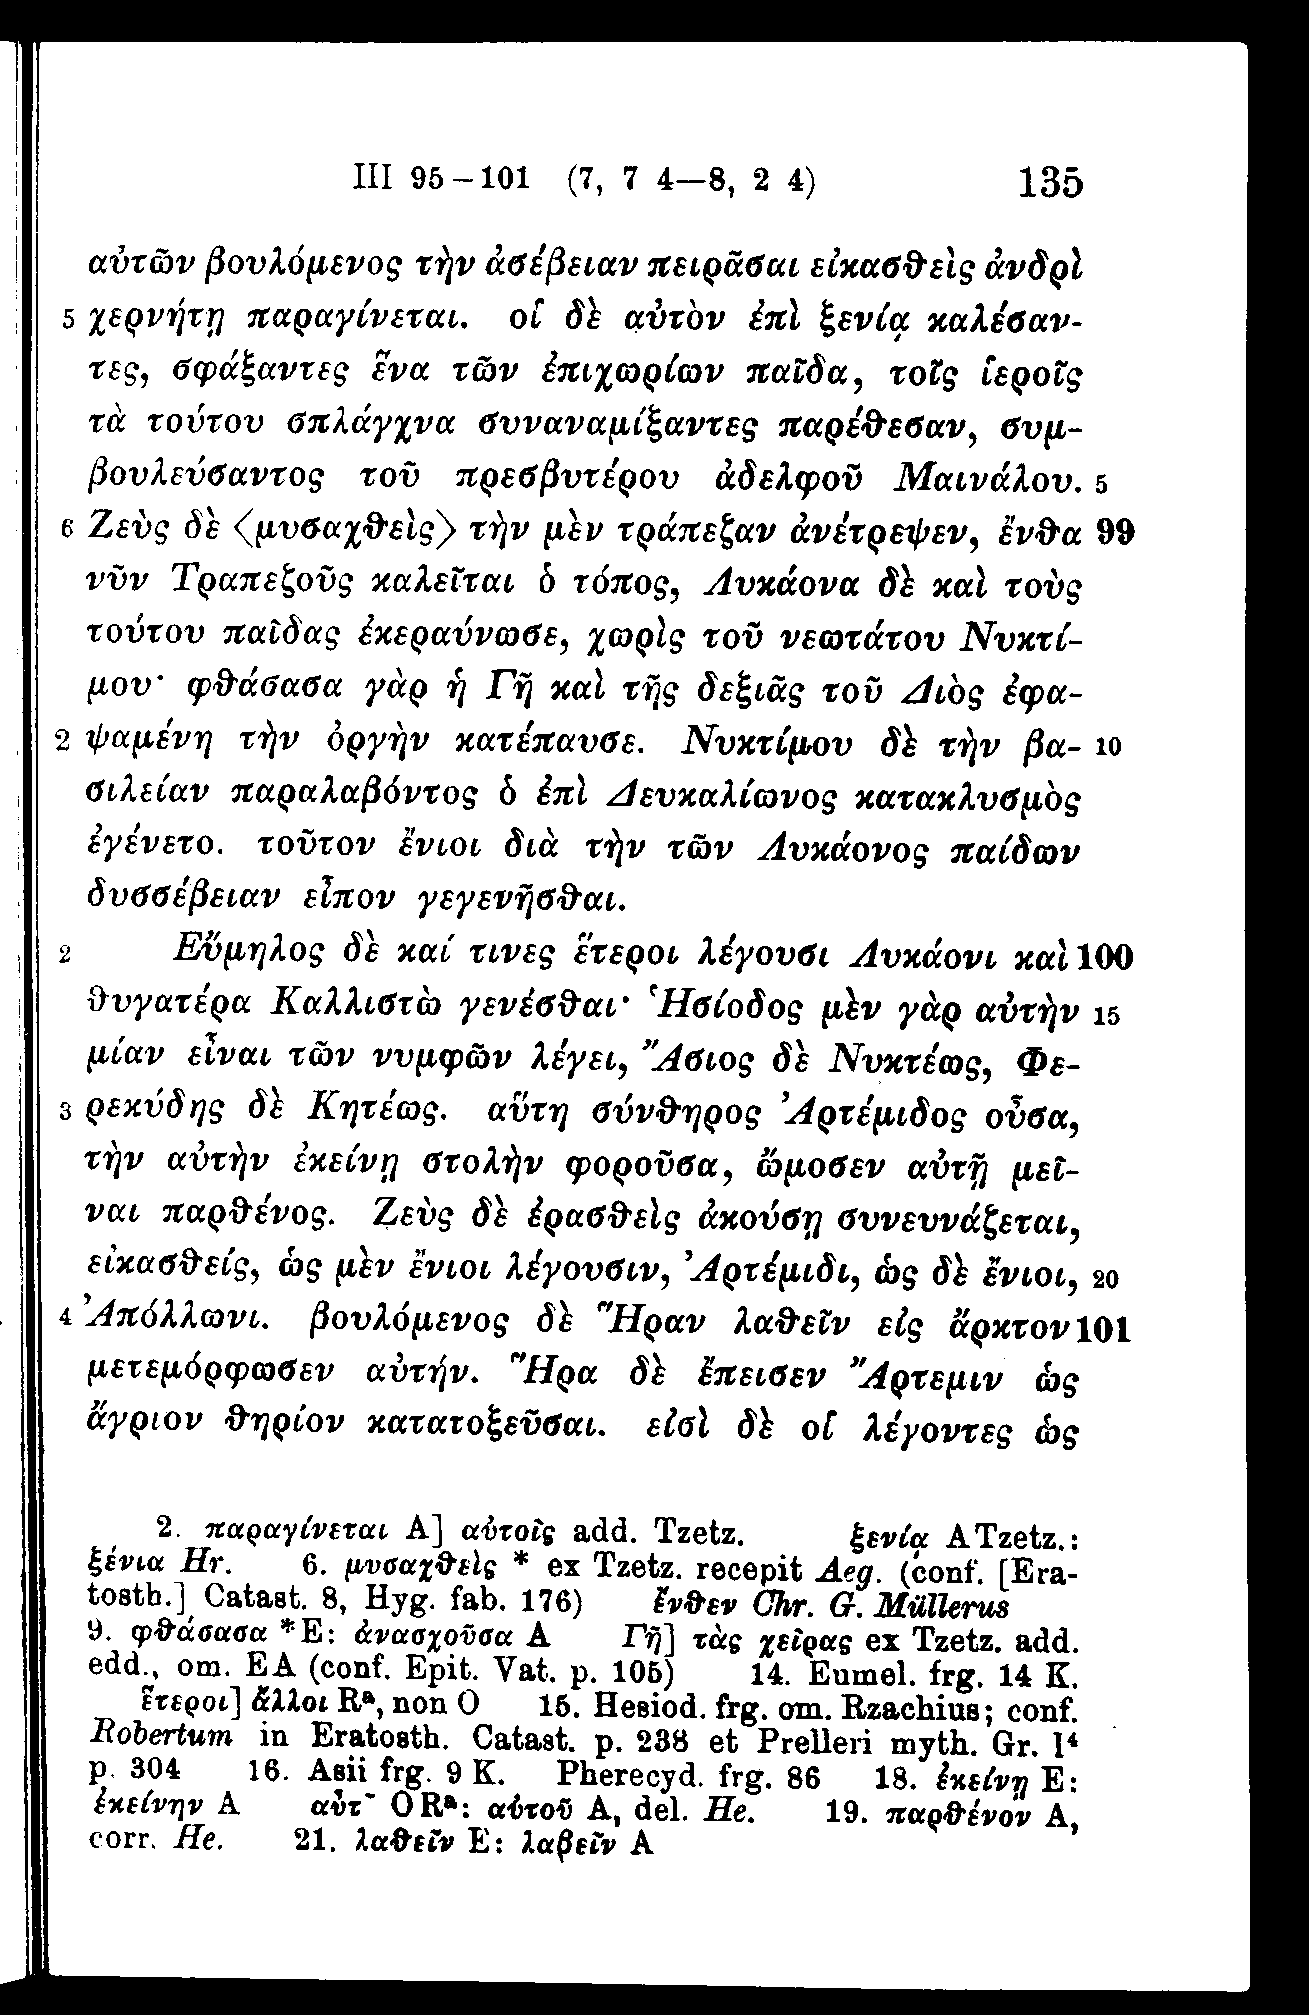 III 95–101 (7, 7 4—8, 2 4) 135
αὐτῶν βουλόμενος τὴν ἀσέβειαν πειρᾶσαι εἰκασθεὶς ἀνδρὶ
5 χερνήτῃ παραγίνεται. οἱ δὲ αὐτὸν ἐπὶ ξενίᾳ καλέσαν-
τες, σφάξαντες ἕνα τῶν ἐπιχωρίων παῖδα, τοῖς ἱεροῖς
τὰ τούτου σπλάγχνα συναναμίξαντες παρέθεσαν, συμ-
βουλεύσαντος τοῦ πρεσβυτέρου ἀδελφοῦ Μαινάλου. 5
6 Ζεὺς δὲ ⟨μυσαχθεὶς⟩ τὴν μὲν τράπεζαν ἀνέτρεψεν, ἔνθα 99
νῦν Τραπεζοῦς καλεῖται ὁ τόπος, Λυκάονα δὲ καὶ τοὺς
τούτου παῖδας ἐκεραύνωσε, χωρὶς τοῦ νεωτάτου Νυκτί-
μου· φθάσασα γὰρ ἡ Γῆ καὶ τῆς δεξιᾶς τοῦ Διὸς ἐφα-
2 ψαμένη τὴν ὀργὴν κατέπαυσε. Νυκτίμου δὲ τὴν βα- 10
σιλείαν παραλαβόντος ὁ ἐπὶ Δευκαλίωνος κατακλυσμὸς
ἐγένετο. τοῦτον ἔνιοι διὰ τὴν τῶν Λυκάονος παίδων
δυσσέβειαν εἶπον γεγενῆσθαι.
2 Εὔμηλος δὲ καί τινες ἕτεροι λέγουσι Λυκάονι καὶ 100
θυγατέρα Καλλιστὼ γενέσθαι· Ἡσίοδος μὲν γὰρ αὐτὴν 15
μίαν εἶναι τῶν νυμφῶν λέγει, Ἄσιος δὲ Νυκτέως, Φε-
3 ρεκύδης δὲ Κητέως. αὕτη σύνθηρος Ἀρτέμιδος οὖσα,
τὴν αὐτὴν ἐκείνῃ στολὴν φοροῦσα, ὤμοσεν αὐτῇ μεῖ-
ναι παρθένος. Ζεὺς δὲ ἐρασθεὶς ἀκούσῃ συνευνάζεται,
εἰκασθείς, ὡς μὲν ἔνιοι λέγουσιν, Ἀρτέμιδι, ὡς δὲ ἔνιοι, 20
4 Ἀπόλλωνι. βουλόμενος δὲ Ἥραν λαθεῖν εἰς ἄρκτον 101
μετεμόρφωσεν αὐτήν. Ἥρα δὲ ἔπεισεν Ἄρτεμιν ὡς
ἄγριον θηρίον κατατοξεῦσαι. εἰσὶ δὲ οἱ λέγοντες ὡς
2. παραγίνεται A] αὐτοῖς add. Tzetz. ξενίᾳ A Tzetz.:
ξένια Hr. 6. μυσαχθεὶς * ex Tzetz. recepit Aeg. (conf. [Era-
tosth.] Catast. 8, Hyg. fab. 176) ἔνθεν Chr. G. Müllerus
9. φθάσασα *E: ἀνασχοῦσα A Γῆ] τὰς χεῖρας ex Tzetz. add.
edd., om. EA (conf. Epit. Vat. p. 105) 14. Eumel. frg. 14 K.
ἕτεροι] ἄλλοι Rª, non O 15. Hesiod. frg. om. Rzachius; conf.
Robertum in Eratosth. Catast. p. 238 et Prelleri myth. Gr. I⁴
p. 304 16. Asii frg. 9 K. Pherecyd. frg. 86 18. ἐκείνῃ E:
ἐκείνην A αὐτ῀ ORª: αὐτοῦ A, del. He. 19. παρθένον A,
corr. He. 21. λαθεῖν E: λαβεῖν A